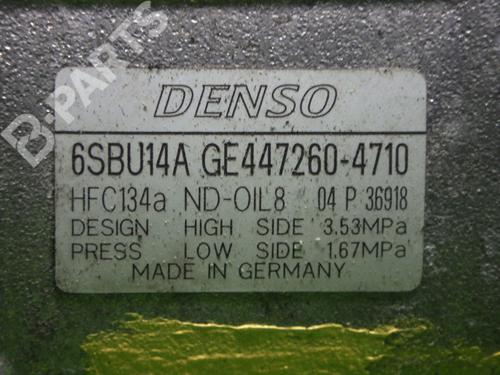 B-PARTS
DENSO
6SBU14A GE447260-4710
HFC134a ND-OIL8 04 P 36918
DESIGN HIGH SIDE 3.53MPa
PRESS LOW SIDE 1.67MPa
MADE IN GERMANY